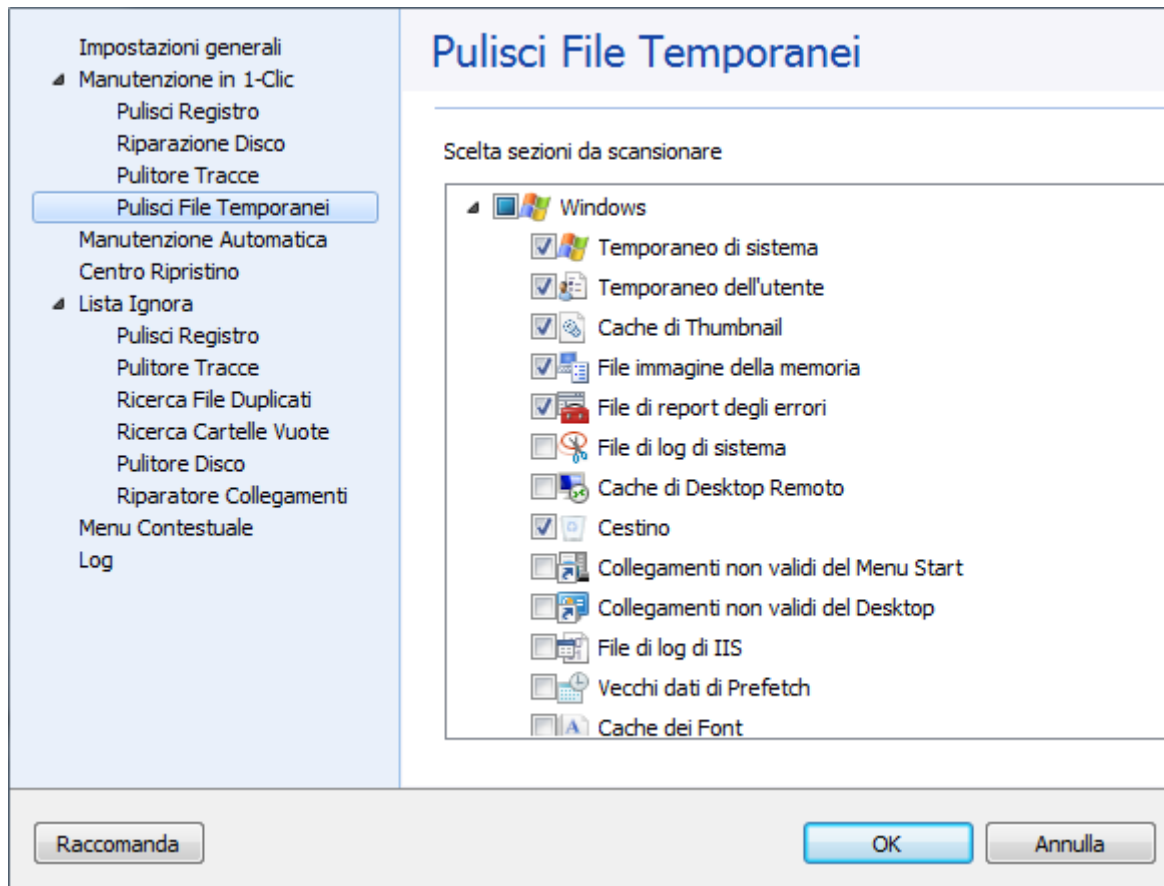 Impostazioni generali
Manutenzione in 1-Clic
Pulisci Registro
Riparazione Disco
Pulitore Tracce
Pulisci File Temporanei
Manutenzione Automatica
Centro Ripristino
Lista Ignora
Pulisci Registro
Pulitore Tracce
Ricerca File Duplicati
Ricerca Cartelle Vuote
Pulitore Disco
Riparatore Collegamenti
Menu Contestuale
Log
Pulisci File Temporanei
Scelta sezioni da scansionare
Windows
Temporaneo di sistema
Temporaneo dell'utente
Cache di Thumbnail
File immagine della memoria
File di report degli errori
File di log di sistema
Cache di Desktop Remoto
Cestino
Collegamenti non validi del Menu Start
Collegamenti non validi del Desktop
File di log di IIS
Vecchi dati di Prefetch
Cache dei Font
Raccomanda
OK
Annulla